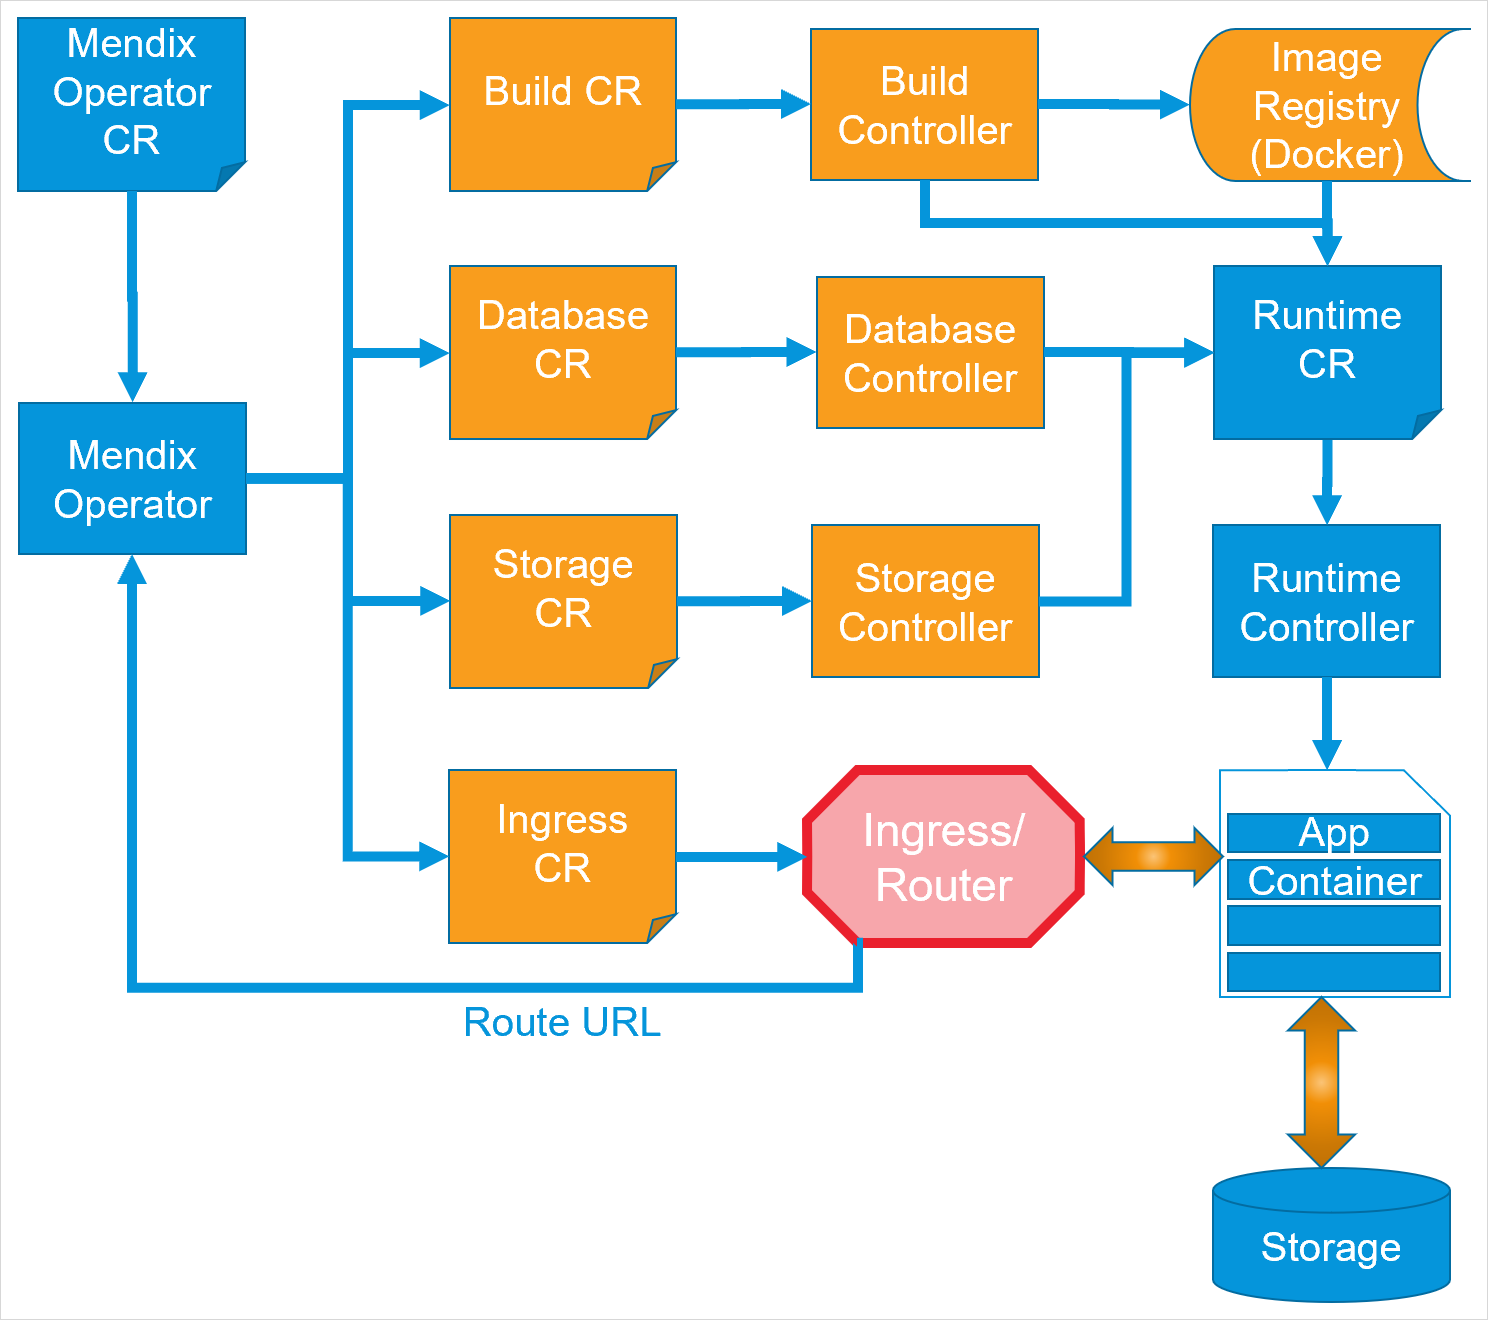 Mendix
Operator
CR
Build CR
Build
Controller
Image
Registry
(Docker)
Database
CR
Database
Controller
Runtime
CR
Mendix
Operator
Storage
CR
Storage
Controller
Runtime
Controller
Ingress
CR
Ingress/
Router
App
Container
Route URL
Storage